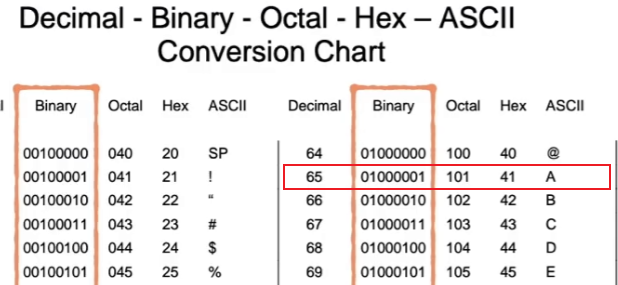 Decimal - Binary - Octal - Hex – ASCII
Conversion Chart
l Binary Octal Hex ASCII Decimal Binary Octal Hex ASCII
00100000 040 20 SP 64 01000000 100 40 @
00100001 041 21 ! 65 01000001 101 41 A
00100010 042 22 “ 66 01000010 102 42 B
00100011 043 23 # 67 01000011 103 43 C
00100100 044 24 $ 68 01000100 104 44 D
00100101 045 25 % 69 01000101 105 45 E